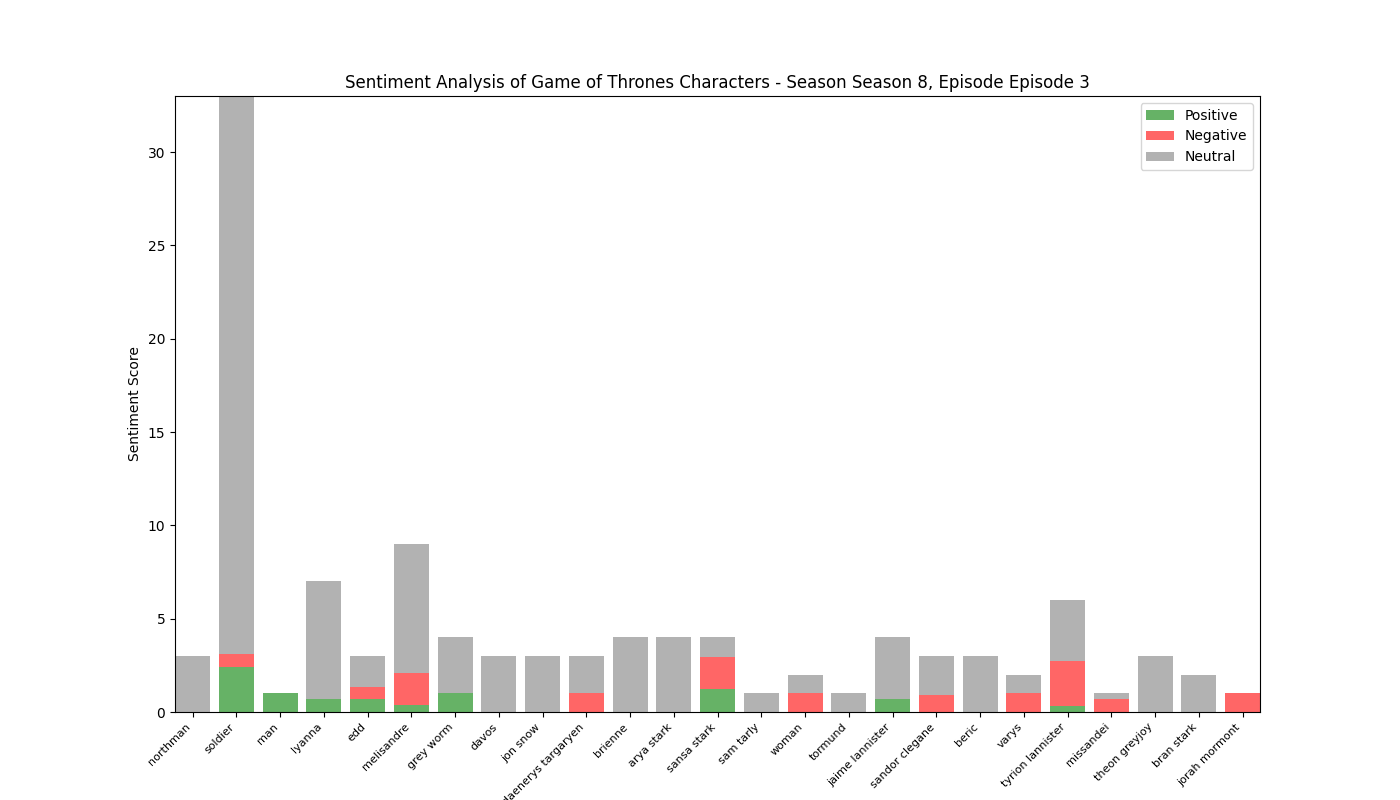 Sentiment Analysis of Game of Thrones Characters - Season Season 8, Episode Episode 3
Positive
Negative
Neutral
Sentiment Score
30
25
20
15
10
5
0
northman
soldier
man
lyanna
edd
melisandre
grey worm
davos
jon snow
daenerys targaryen
brienne
arya stark
sansa stark
sam tarly
woman
tormund
jaime lannister
sandor clegane
beric
varys
tyrion lannister
missandei
theon greyjoy
bran stark
jorah mormont